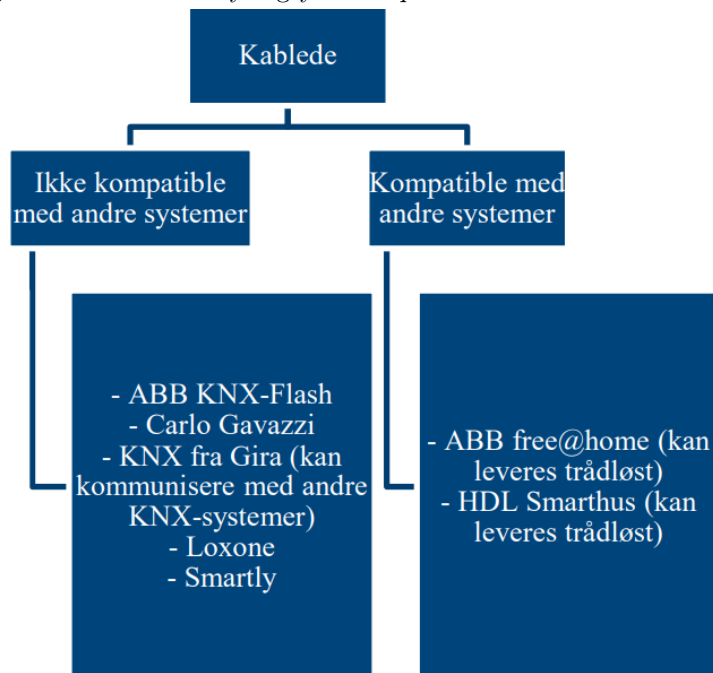 Kablede
Ikke kompatible
med andre systemer
Kompatible med
andre systemer
- ABB KNX-Flash
- Carlo Gavazzi
- KNX fra Gira (kan
kommunisere med andre
KNX-systemer)
- Loxone
- Smartly
- ABB free@home (kan
leveres trådløst)
- HDL Smarthus (kan
leveres trådløst)